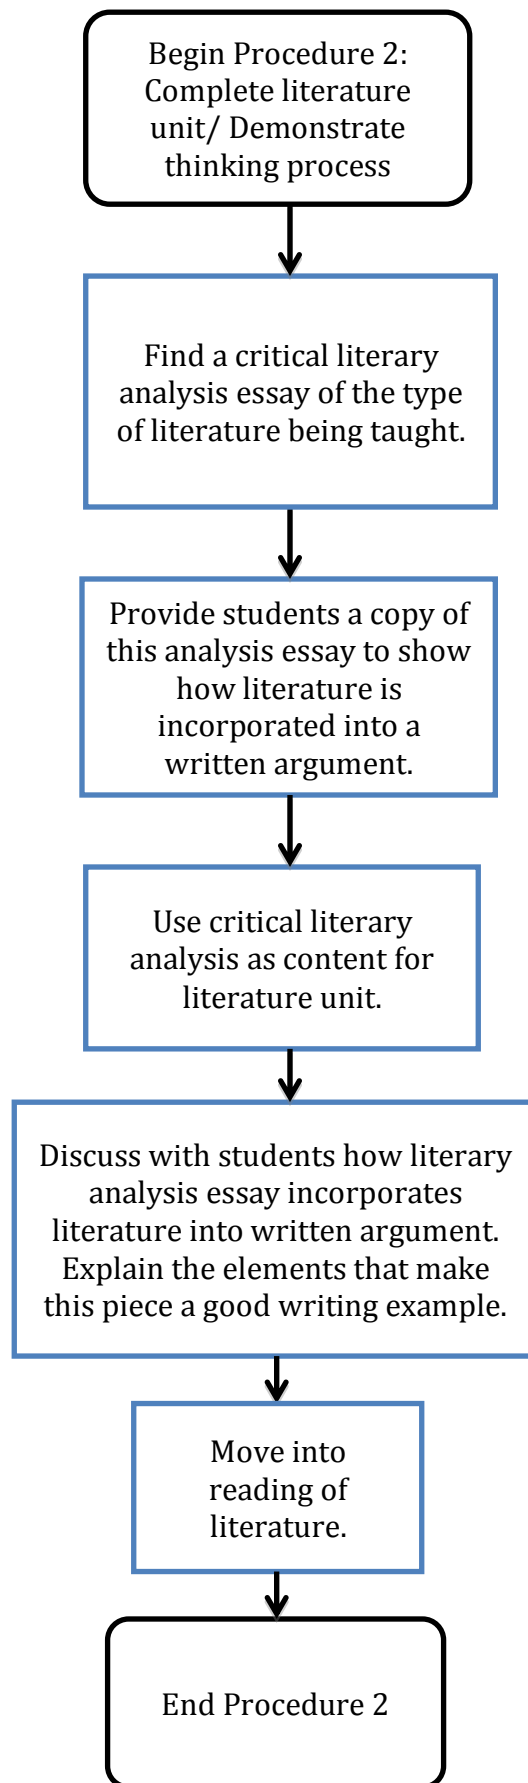 Begin Procedure 2:
Complete literature
unit/ Demonstrate
thinking process
Find a critical literary
analysis essay of the type
of literature being taught.
Provide students a copy of
this analysis essay to show
how literature is
incorporated into a
written argument.
Use critical literary
analysis as content for
literature unit.
Discuss with students how literary
analysis essay incorporates
literature into written argument.
Explain the elements that make
this piece a good writing example.
Move into
reading of
literature.
End Procedure 2